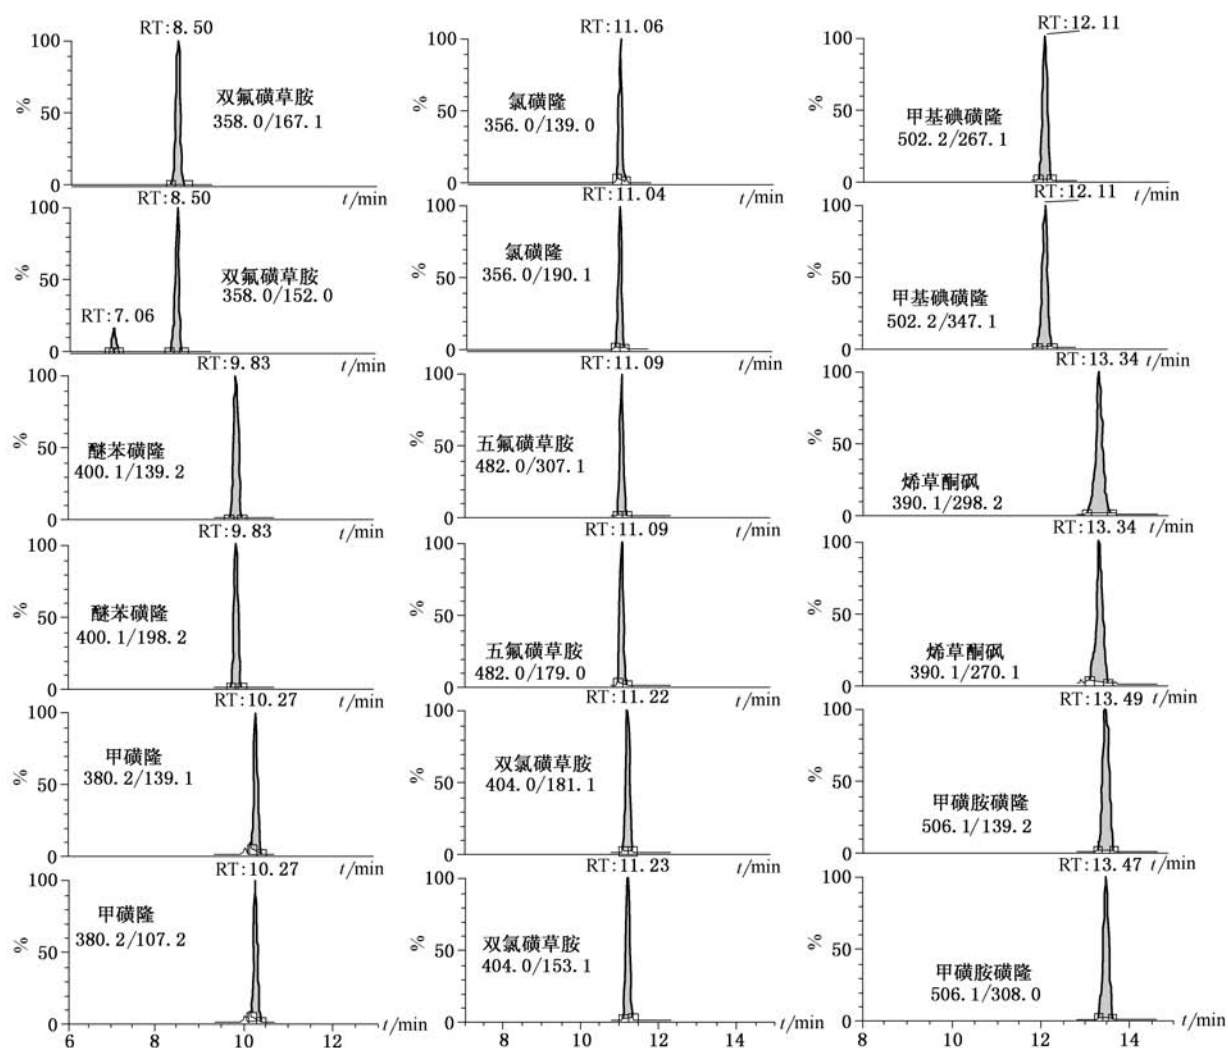 RT:8.50
100
50
0
%
双氟磺草胺
358.0/167.1
t/min
RT:8.50
100
50
0
%
双氟磺草胺
358.0/152.0
RT:7.06
t/min
RT:9.83
100
50
0
%
醚苯磺隆
400.1/139.2
t/min
RT:9.83
100
50
0
%
醚苯磺隆
400.1/198.2
t/min
RT:10.27
100
50
0
%
甲磺隆
380.2/139.1
t/min
RT:10.27
100
50
0
%
甲磺隆
380.2/107.2
t/min
6 8 10 12
RT:11.06
100
50
0
%
氯磺隆
356.0/139.0
t/min
RT:11.04
100
50
0
%
氯磺隆
356.0/190.1
t/min
RT:11.09
100
50
0
%
五氟磺草胺
482.0/307.1
t/min
RT:11.09
100
50
0
%
五氟磺草胺
482.0/179.0
t/min
RT:11.22
100
50
0
%
双氯磺草胺
404.0/181.1
t/min
RT:11.23
100
50
0
%
双氯磺草胺
404.0/153.1
t/min
8 10 12 14
RT:12.11
100
50
0
%
甲基碘磺隆
502.2/267.1
t/min
RT:12.11
100
50
0
%
甲基碘磺隆
502.2/347.1
t/min
RT:13.34
100
50
0
%
烯草酮砜
390.1/298.2
t/min
RT:13.34
100
50
0
%
烯草酮砜
390.1/270.1
t/min
RT:13.49
100
50
0
%
甲磺胺磺隆
506.1/139.2
t/min
RT:13.47
100
50
0
%
甲磺胺磺隆
506.1/308.0
t/min
8 10 12 14